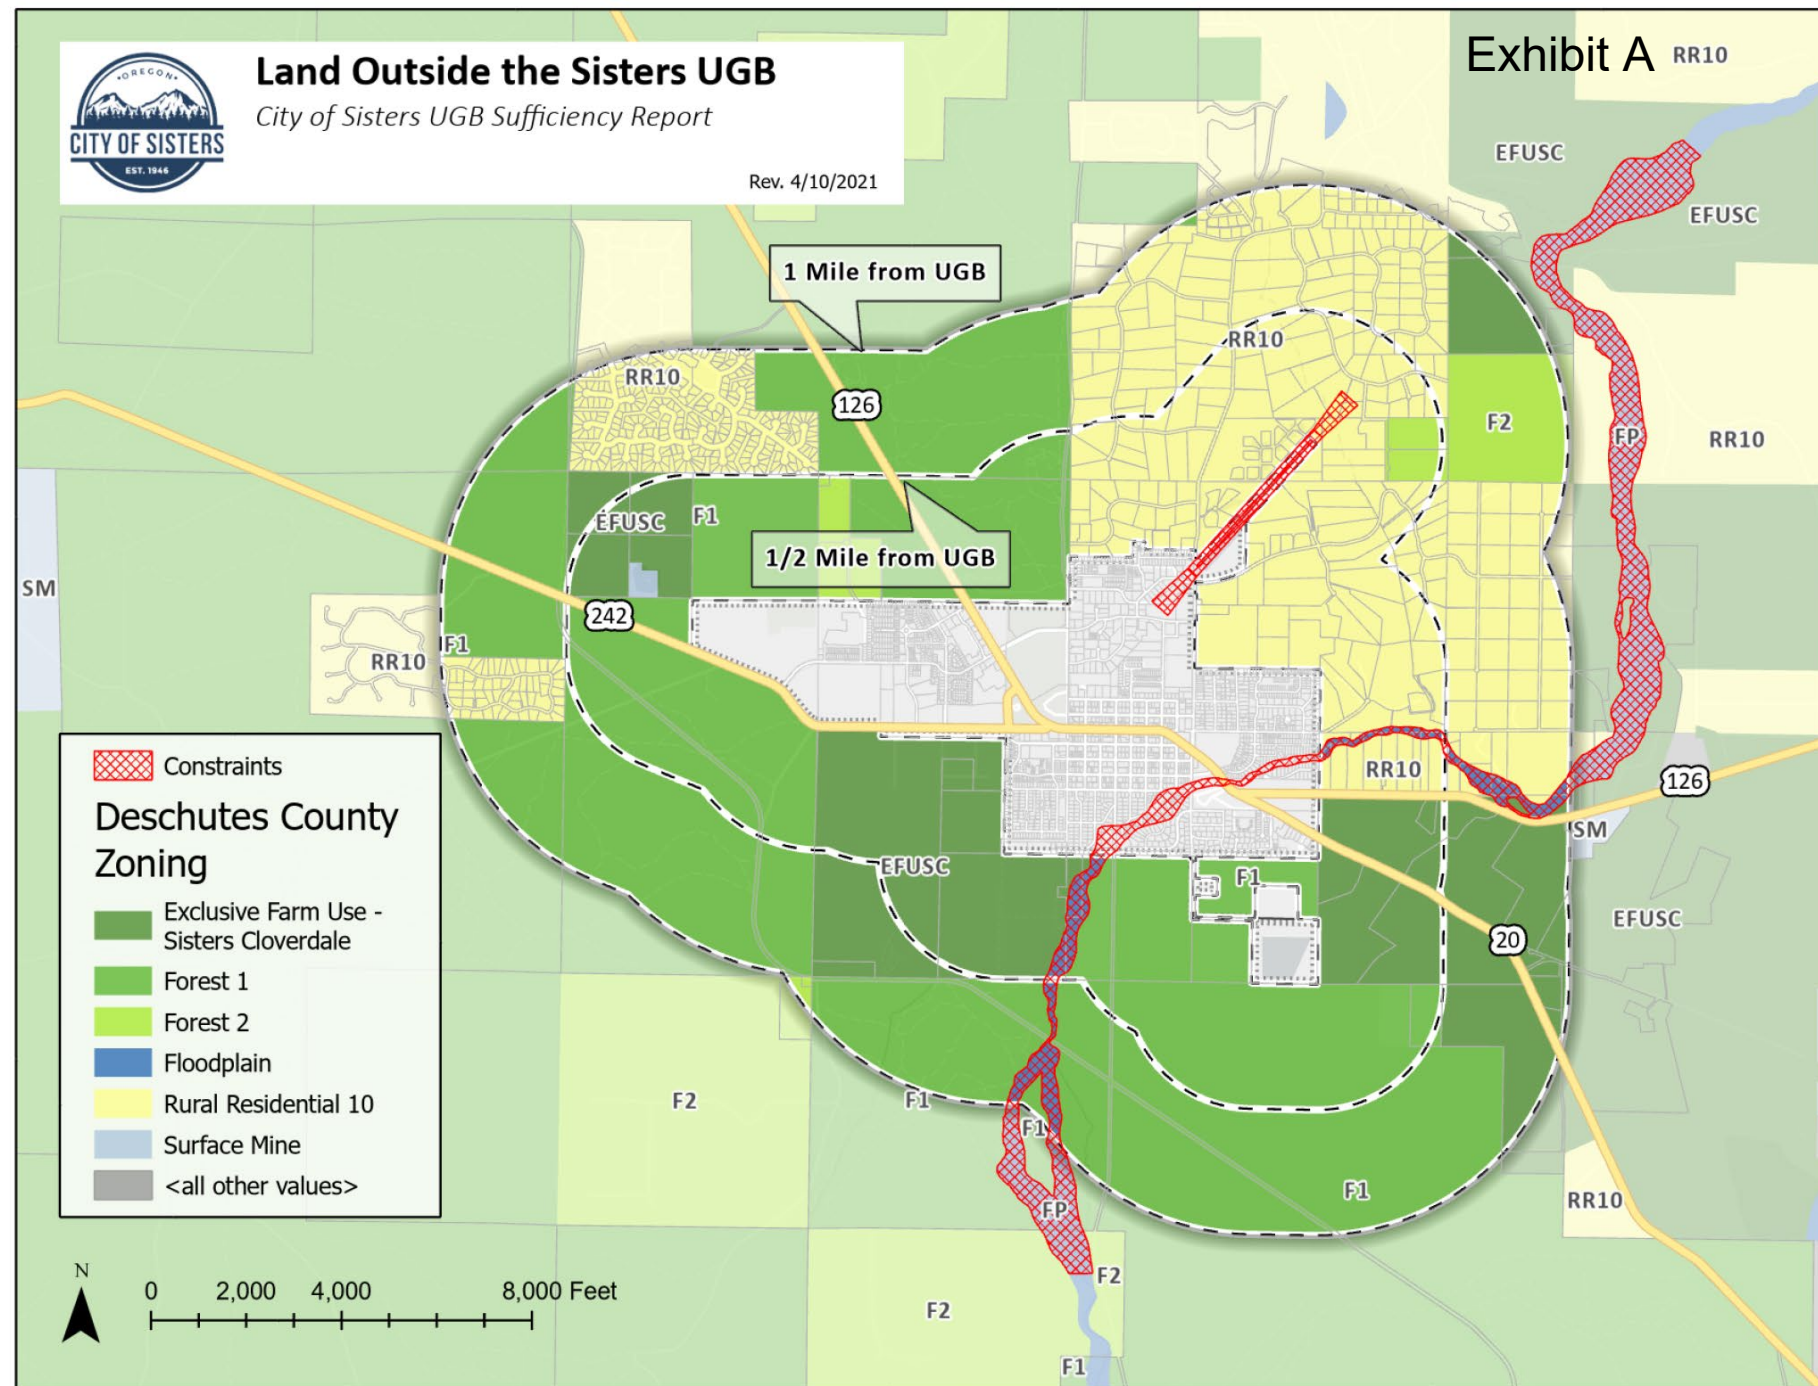 Exhibit A
OREGON
CITY OF SISTERS
EST. 1946
Land Outside the Sisters UGB
City of Sisters UGB Sufficiency Report
Rev. 4/10/2021
RR10
EFUSC
EFUSC
1 Mile from UGB
RR10
RR10
126
F2
FP
RR10
EFUSC
F1
1/2 Mile from UGB
SM
242
F1
RR10
RR10
126
SM
EFUSC
F1
EFUSC
20
F2
F1
F1
F1
RR10
FP
F2
F2
F1
Constraints
Deschutes County
Zoning
Exclusive Farm Use -
Sisters Cloverdale
Forest 1
Forest 2
Floodplain
Rural Residential 10
Surface Mine
<all other values>
N
0 2,000 4,000 8,000 Feet